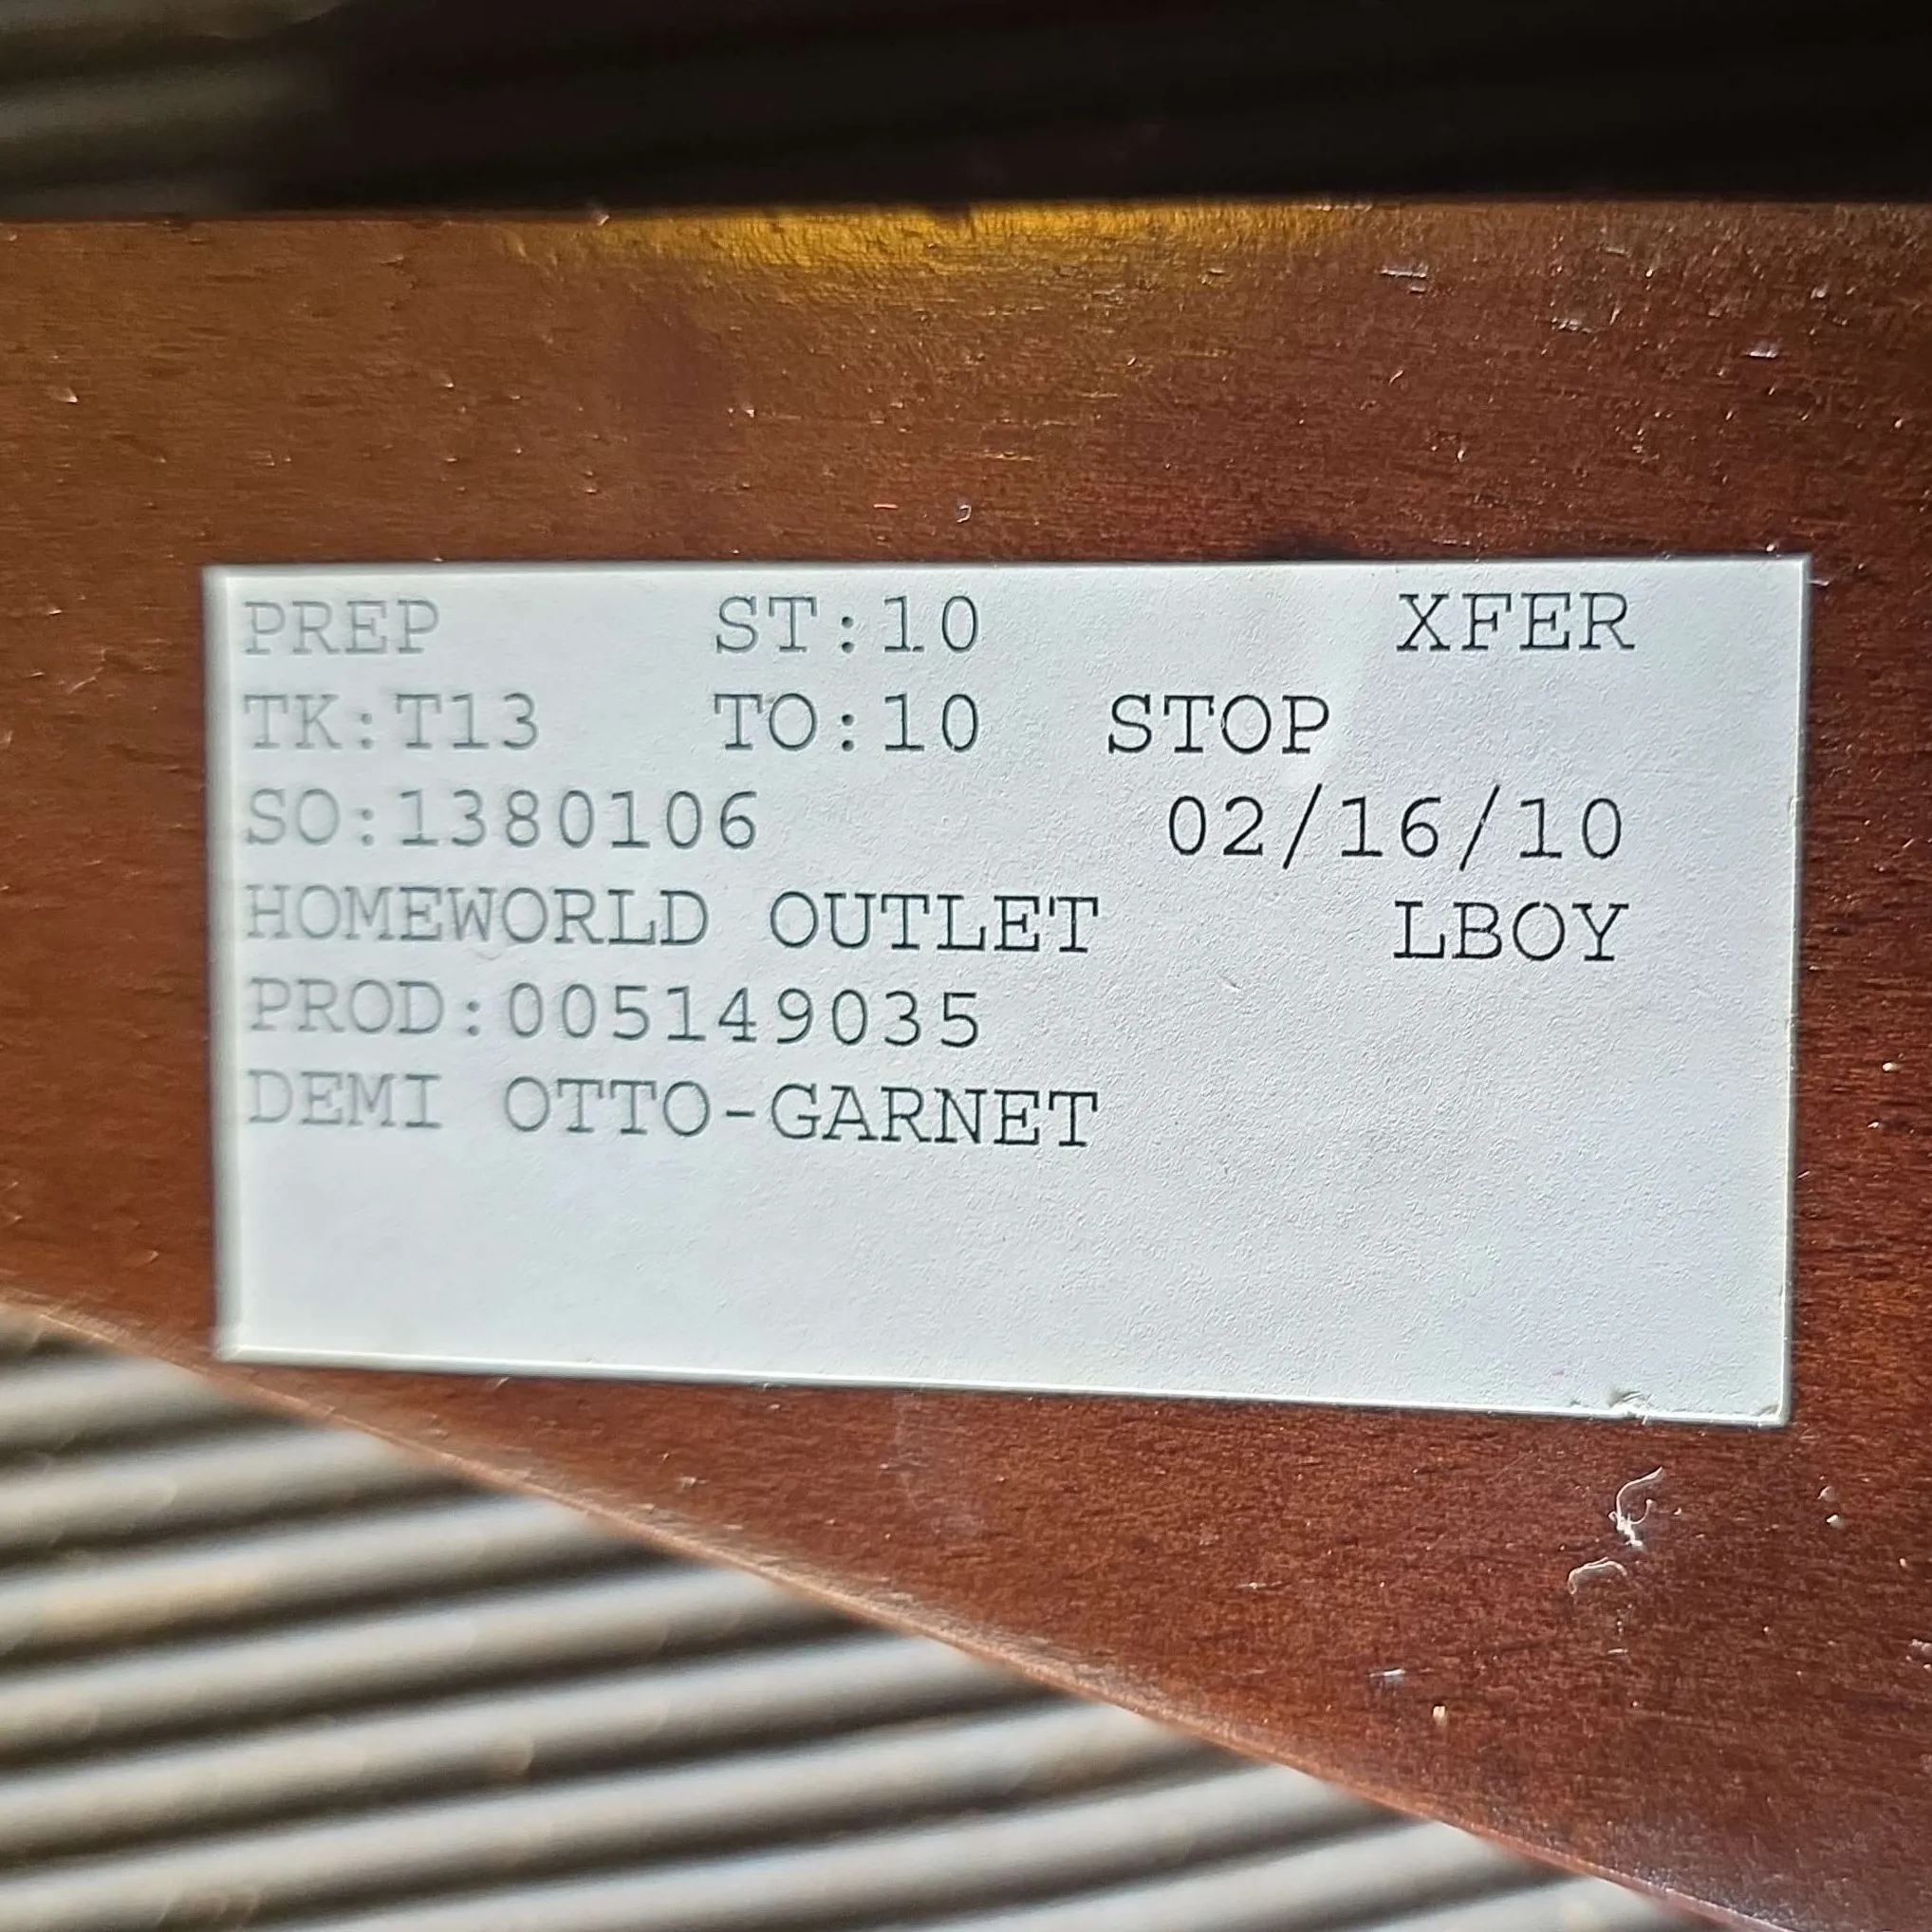 PREP ST:10 XFER
TK:T13 TO:10 STOP
SO:1380106 02/16/10
HOMEWORLD OUTLET LBOY
PROD:005149035
DEMI OTTO-GARNET